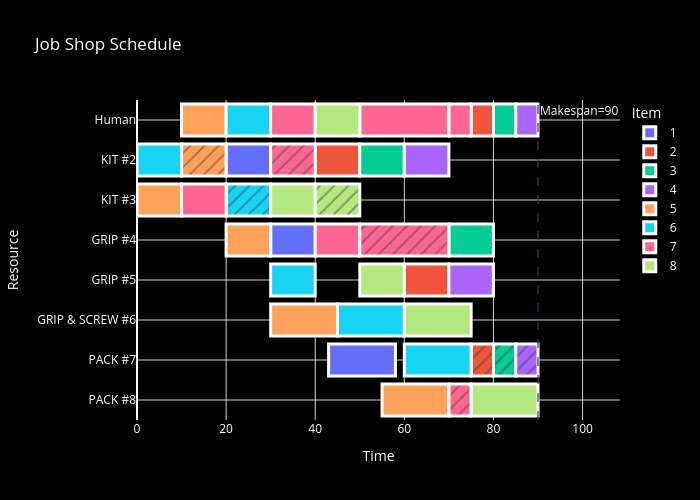 Job Shop Schedule
Makespan=90
Item
1
2
3
4
5
6
7
8
Resource
Human
KIT #2
KIT #3
GRIP #4
GRIP #5
GRIP & SCREW #6
PACK #7
PACK #8
0 20 40 60 80 100
Time